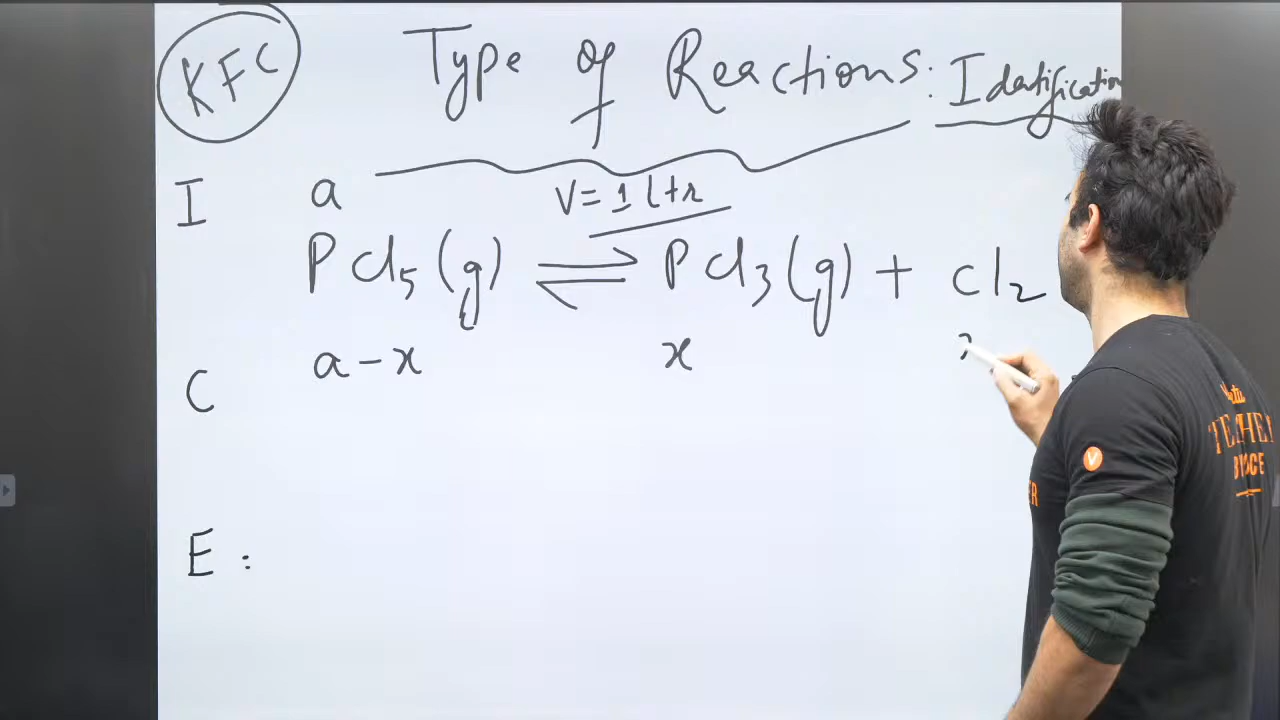 KFC
Type of Reactions: Identification
I a
V = 1 ltr
PCl₅(g) ⇌ PCl₃(g) + Cl₂
C a - x x
E:
V